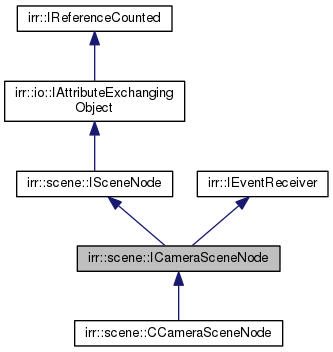 irr::IReferenceCounted
irr::io::IAttributeExchanging
Object
irr::scene::ISceneNode
irr::IEventReceiver
irr::scene::ICameraSceneNode
irr::scene::CCameraSceneNode